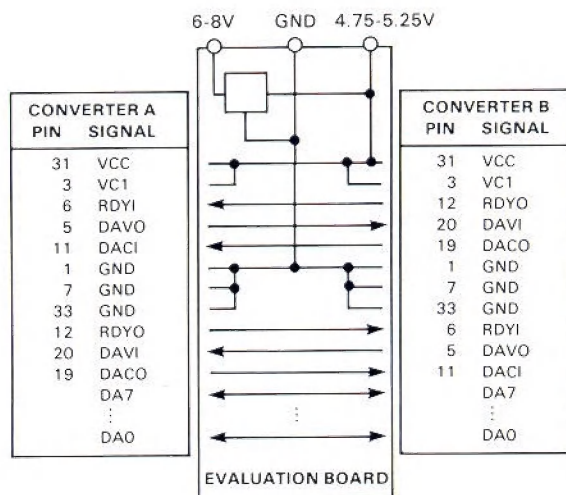 6-8V GND 4.75-5.25V
CONVERTER A
PIN SIGNAL
31 VCC
3 VC1
6 RDYI
5 DAVO
11 DACI
1 GND
7 GND
33 GND
12 RDYO
20 DAVI
19 DACO
DA7
⋮
DA0
⋮
EVALUATION BOARD
CONVERTER B
PIN SIGNAL
31 VCC
3 VC1
12 RDYO
20 DAVI
19 DACO
1 GND
7 GND
33 GND
6 RDYI
5 DAVO
11 DACI
DA7
⋮
DA0